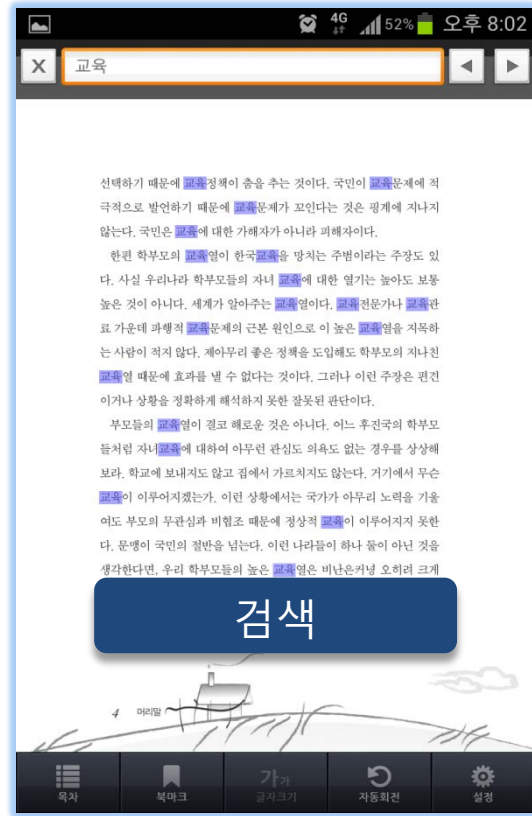 4G 52% 오후 8:02
X 교육
선택하기 때문에 교육정책이 춤을 추는 것이다. 국민이 교육문제에 적
극적으로 발언하기 때문에 교육문제가 꼬인다는 것은 핑계에 지나지
않는다. 국민은 교육에 대한 가해자가 아니라 피해자이다.
한편 학부모의 교육열이 한국교육을 망치는 주범이라는 주장도 있
다. 사실 우리나라 학부모들의 자녀 교육에 대한 열기는 높아도 보통
높은 것이 아니다. 세계가 알아주는 교육열이다. 교육전문가나 교육관
료 가운데 파행적 교육문제의 근본 원인으로 이 높은 교육열을 지목하
는 사람이 적지 않다. 제아무리 좋은 정책을 도입해도 학부모의 지나친
교육열 때문에 효과를 낼 수 없다는 것이다. 그러나 이런 주장은 편견
이거나 상황을 정확하게 해석하지 못한 잘못된 판단이다.
부모들의 교육열이 결코 해로운 것은 아니다. 어느 후진국의 학부모
들처럼 자녀교육에 대하여 아무런 관심도 의욕도 없는 경우를 상상해
보라. 학교에 보내지도 않고 집에서 가르치지도 않는다. 거기에서 무슨
교육이 이루어지겠는가. 이런 상황에서는 국가가 아무리 노력을 기울
여도 부모의 무관심과 비협조 때문에 정상적 교육이 이루어지지 못한
다. 문맹이 국민의 절반을 넘는다. 이런 나라들이 하나 둘이 아닌 것을
생각한다면, 우리 학부모들의 높은 교육열은 비난은커녕 오히려 크게
검색
4 머리말
목차 북마크 가가 글자크기 자동회전 설정